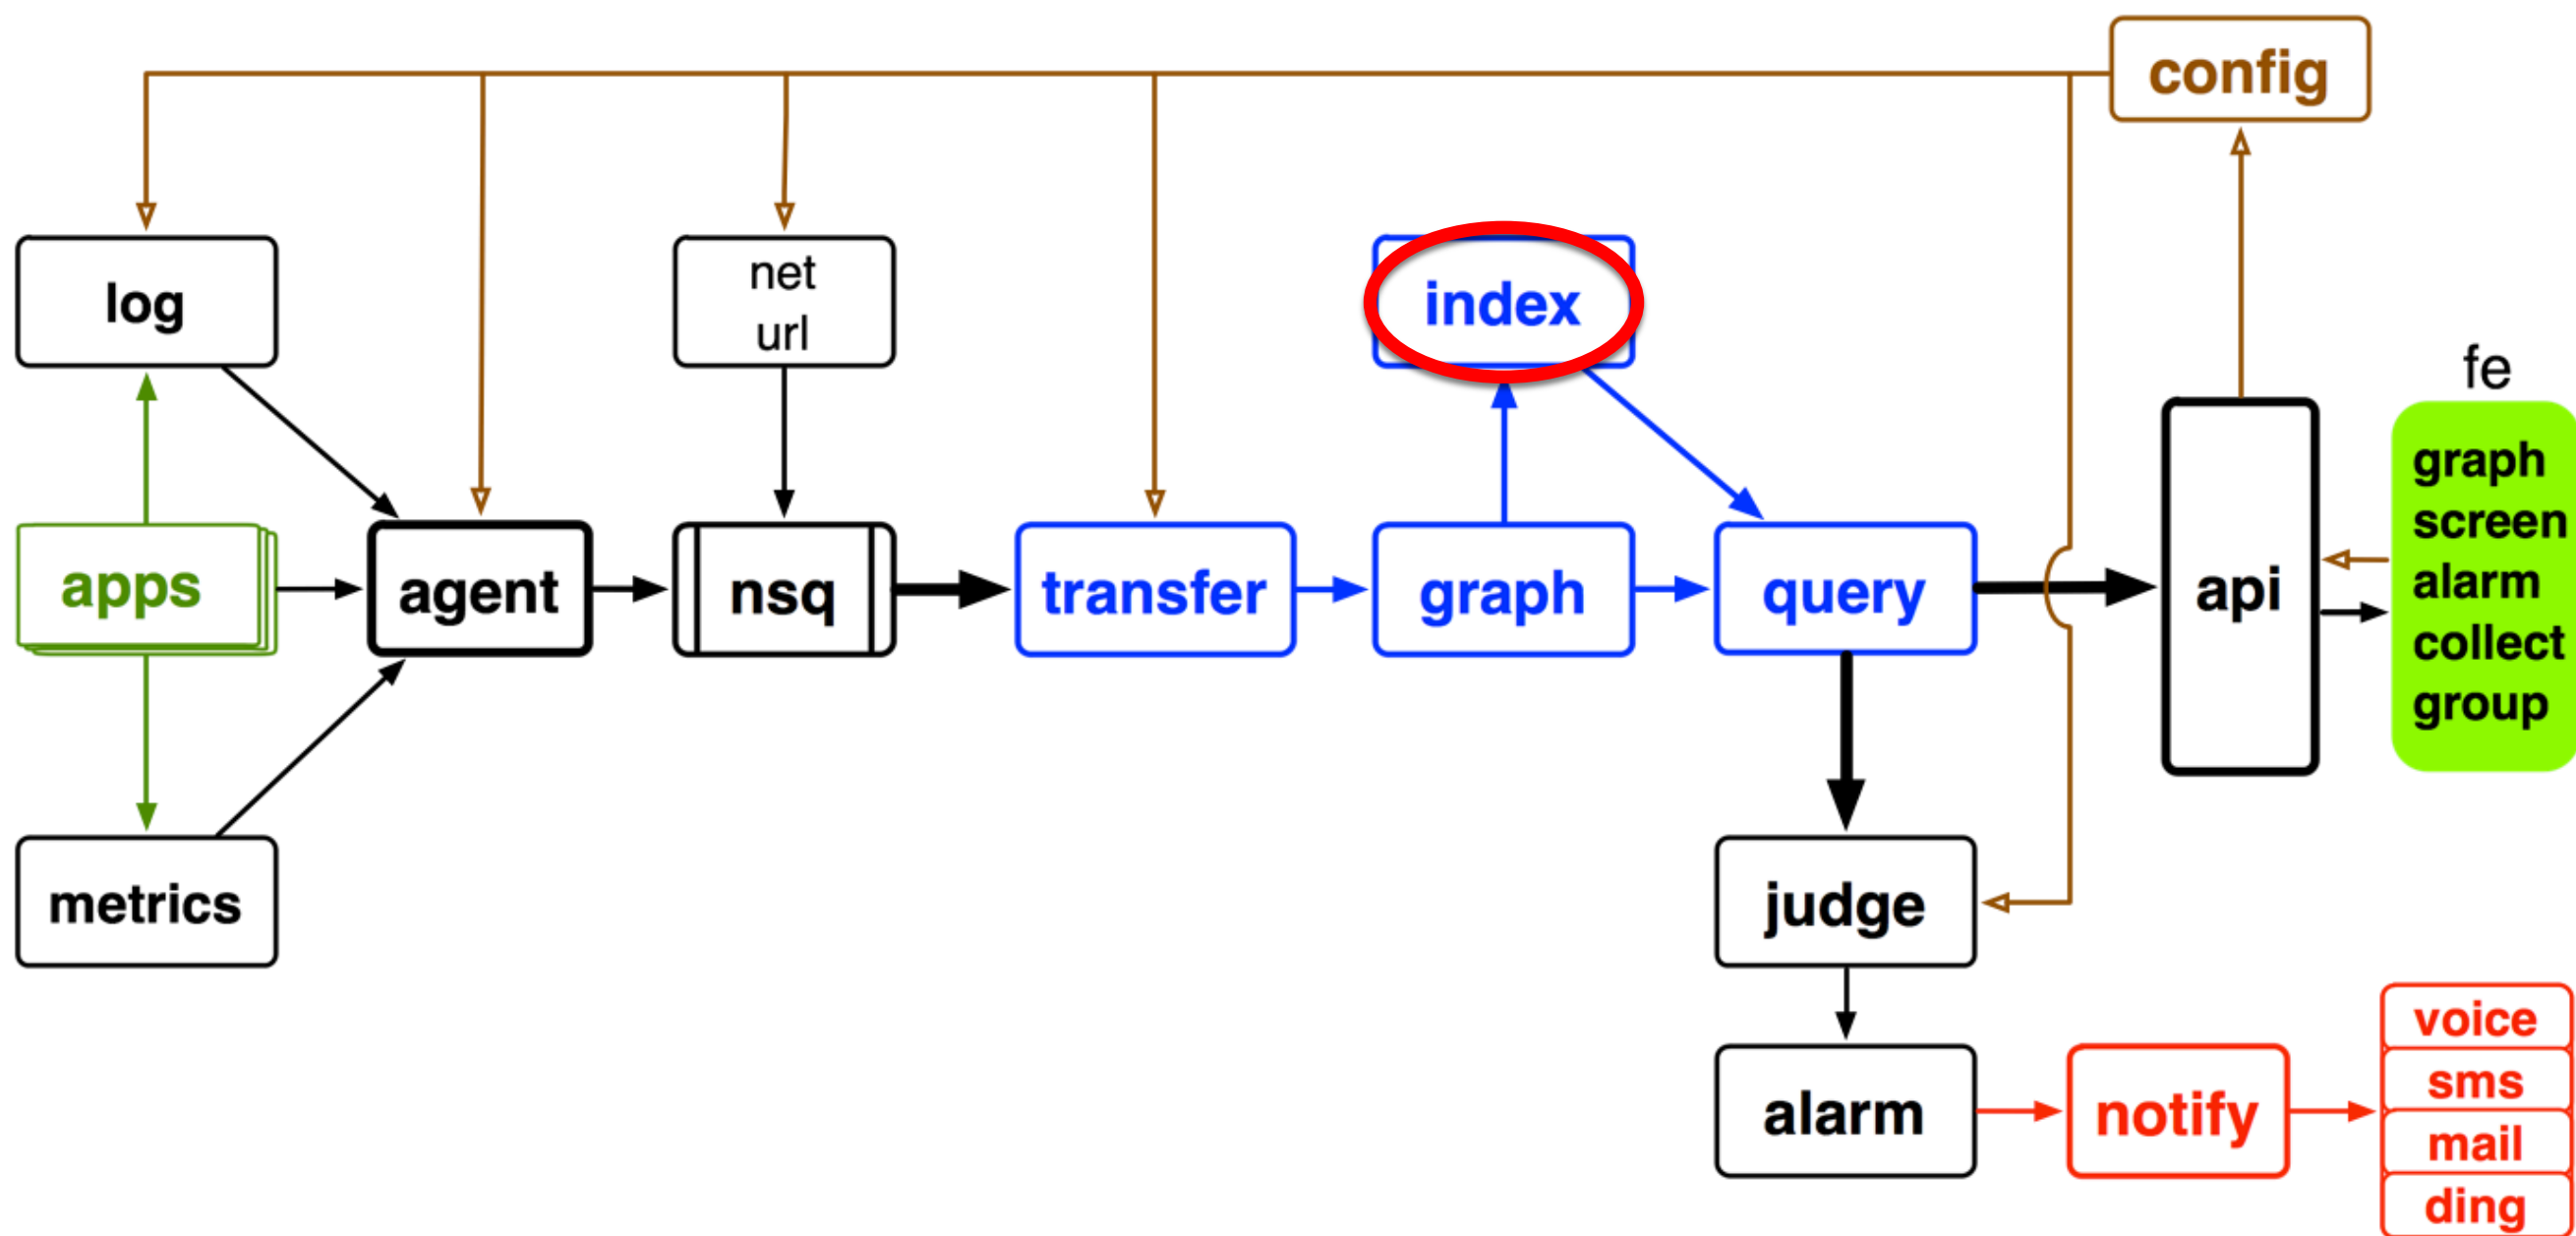 config
log
net
url
index
fe
apps
agent
nsq
transfer
graph
query
api
graph
screen
alarm
collect
group
metrics
judge
alarm
notify
voice
sms
mail
ding